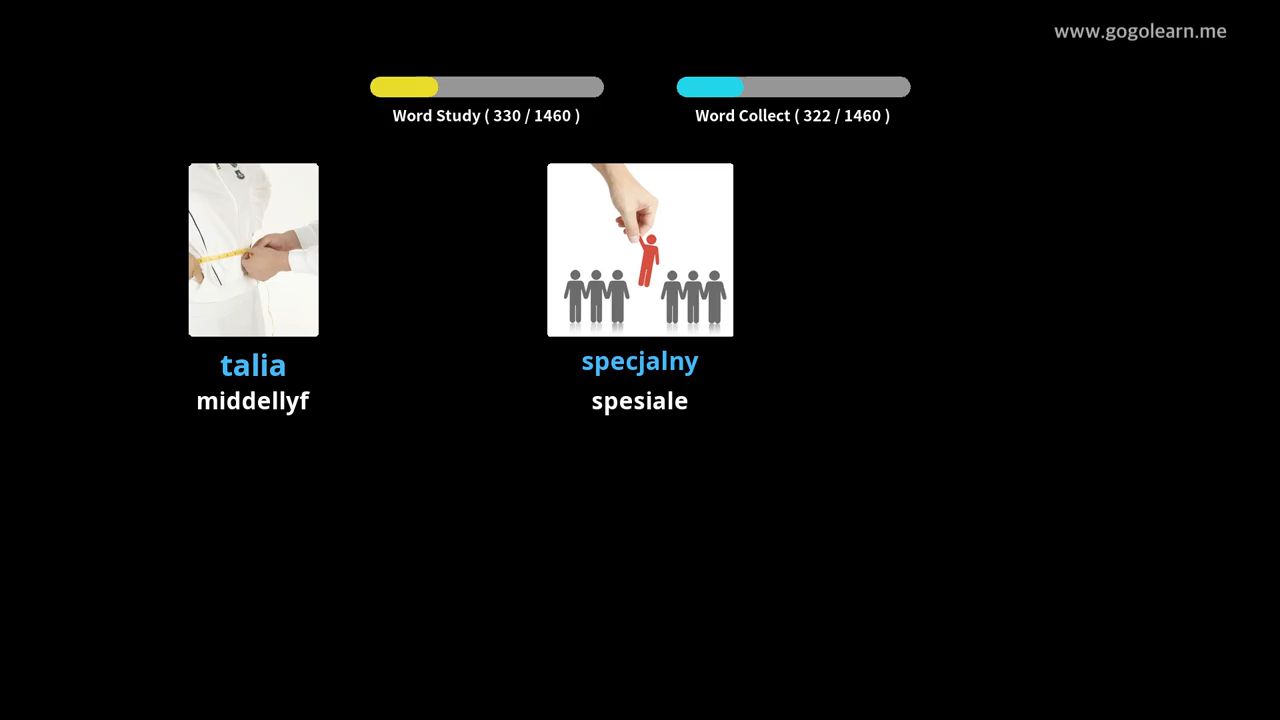 www.gogolearn.me
Word Study ( 330 / 1460 )
Word Collect ( 322 / 1460 )
talia
middellyf
specjalny
spesiale